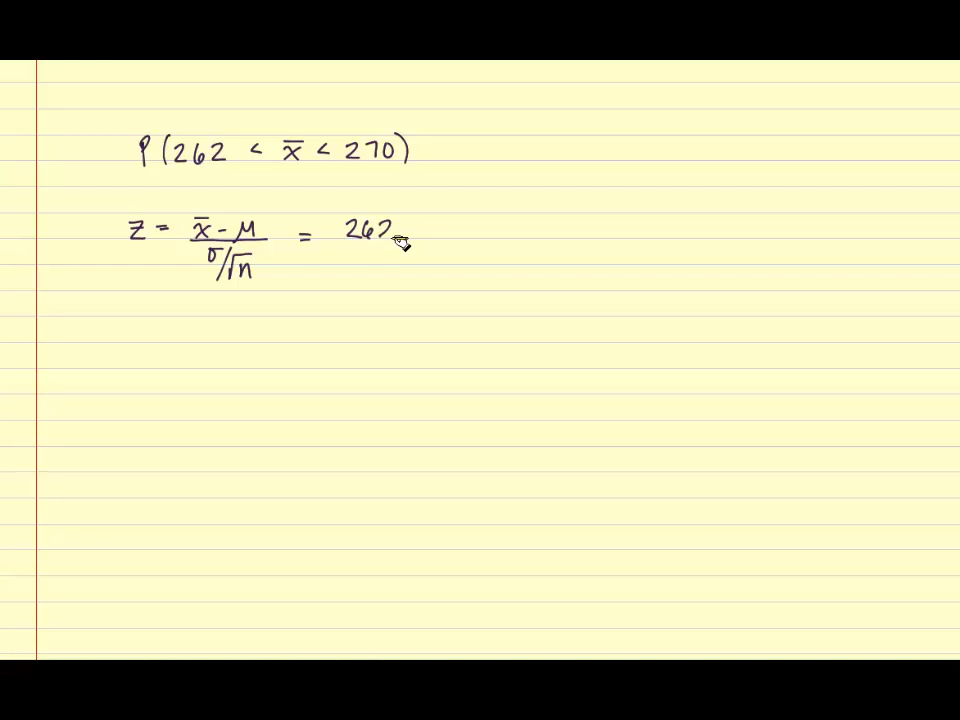 P(262 < x̄ < 270)
z = x̄ - μ / σ/√n = 262